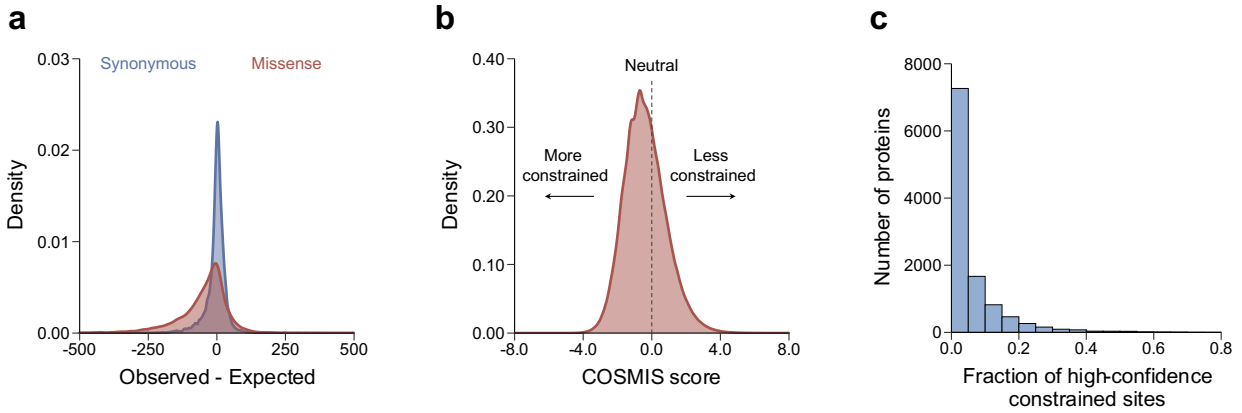 a
Synonymous Missense
0.03
0.02
0.01
0.00
-500 -250 0 250 500
Density
Observed - Expected
b
Neutral
More
constrained
Less
constrained
0.40
0.30
0.20
0.10
0.00
-8.0 -4.0 0.0 4.0 8.0
Density
COSMIS score
c
8000
6000
4000
2000
0
0.0 0.2 0.4 0.6 0.8
Number of proteins
Fraction of high-confidence
constrained sites